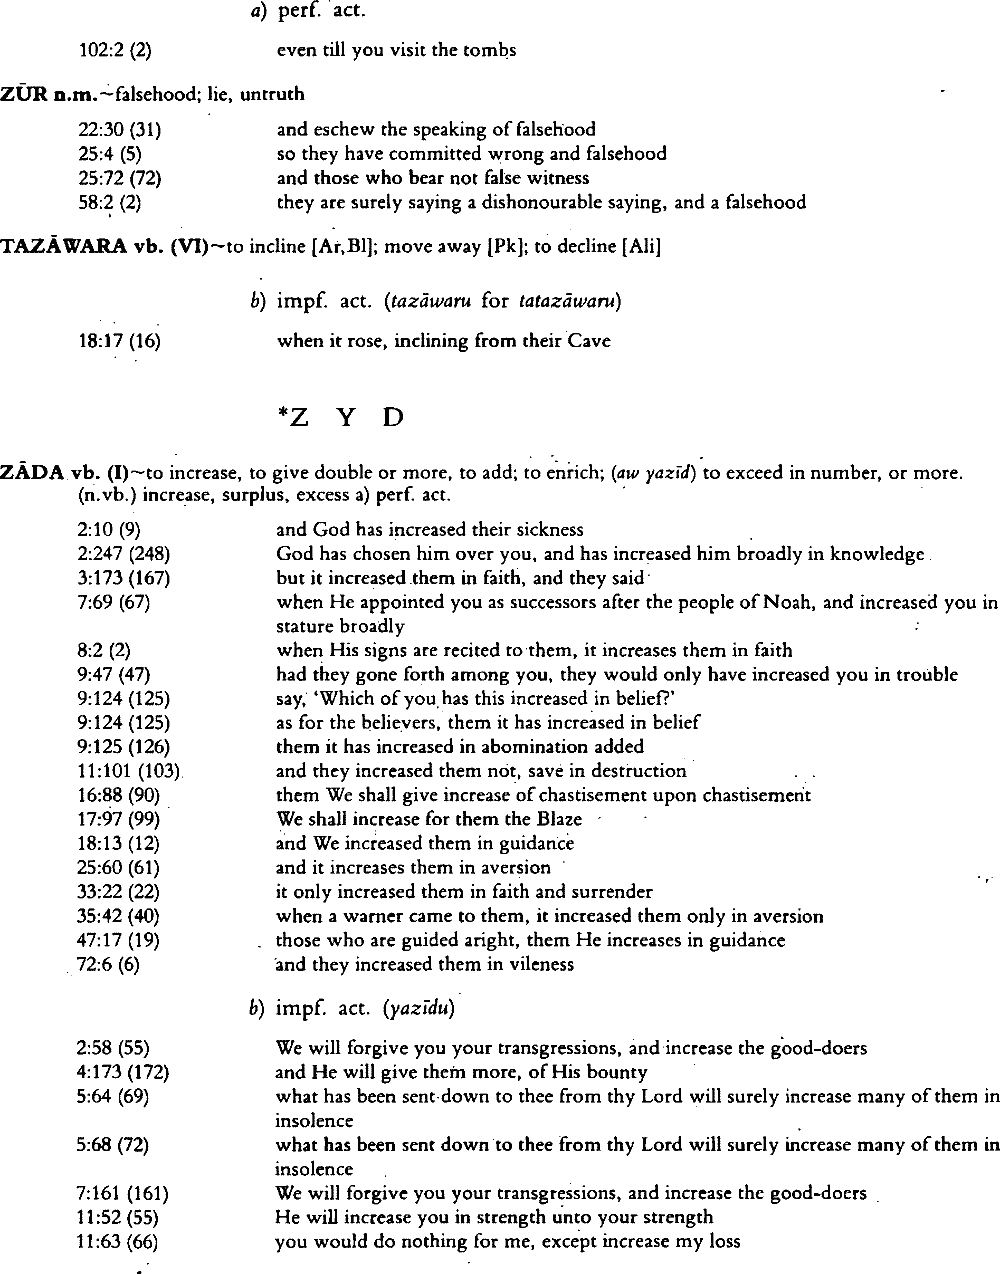 a) perf. act.
102:2 (2) even till you visit the tombs
ZŪR n.m.~falsehood; lie, untruth
22:30 (31) and eschew the speaking of falsehood
25:4 (5) so they have committed wrong and falsehood
25:72 (72) and those who bear not false witness
58:2 (2) they are surely saying a dishonourable saying, and a falsehood
TAZĀWARA vb. (VI)~to incline [Ar,Bl]; move away [Pk]; to decline [Ali]
b) impf. act. (tazāwaru for tatazāwaru)
18:17 (16) when it rose, inclining from their Cave
*Z Y D
ZĀDA vb. (I)~to increase, to give double or more, to add; to enrich; (aw yazīd) to exceed in number, or more.
(n.vb.) increase, surplus, excess a) perf. act.
2:10 (9) and God has increased their sickness
2:247 (248) God has chosen him over you, and has increased him broadly in knowledge
3:173 (167) but it increased them in faith, and they said
7:69 (67) when He appointed you as successors after the people of Noah, and increased you in
stature broadly
8:2 (2) when His signs are recited to them, it increases them in faith
9:47 (47) had they gone forth among you, they would only have increased you in trouble
9:124 (125) say, ‘Which of you has this increased in belief?’
9:124 (125) as for the believers, them it has increased in belief
9:125 (126) them it has increased in abomination added
11:101 (103) and they increased them not, save in destruction
16:88 (90) them We shall give increase of chastisement upon chastisement
17:97 (99) We shall increase for them the Blaze
18:13 (12) and We increased them in guidance
25:60 (61) and it increases them in aversion
33:22 (22) it only increased them in faith and surrender
35:42 (40) when a warner came to them, it increased them only in aversion
47:17 (19) those who are guided aright, them He increases in guidance
72:6 (6) and they increased them in vileness
b) impf. act. (yazīdu)
2:58 (55) We will forgive you your transgressions, and increase the good-doers
4:173 (172) and He will give them more, of His bounty
5:64 (69) what has been sent down to thee from thy Lord will surely increase many of them in
insolence
5:68 (72) what has been sent down to thee from thy Lord will surely increase many of them in
insolence
7:161 (161) We will forgive you your transgressions, and increase the good-doers
11:52 (55) He will increase you in strength unto your strength
11:63 (66) you would do nothing for me, except increase my loss